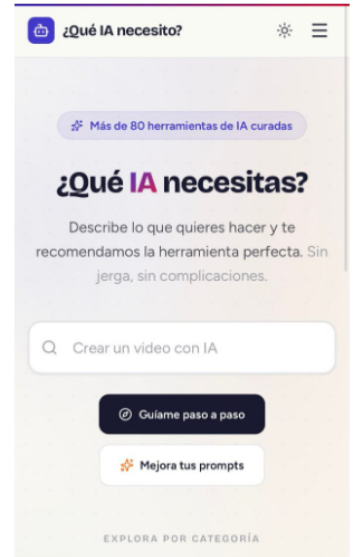 ¿Qué IA necesito?
Más de 80 herramientas de IA curadas
¿Qué IA necesitas?
Describe lo que quieres hacer y te
recomendamos la herramienta perfecta. Sin
jerga, sin complicaciones.
Crear un video con IA
Guíame paso a paso
Mejora tus prompts
EXPLORA POR CATEGORÍA